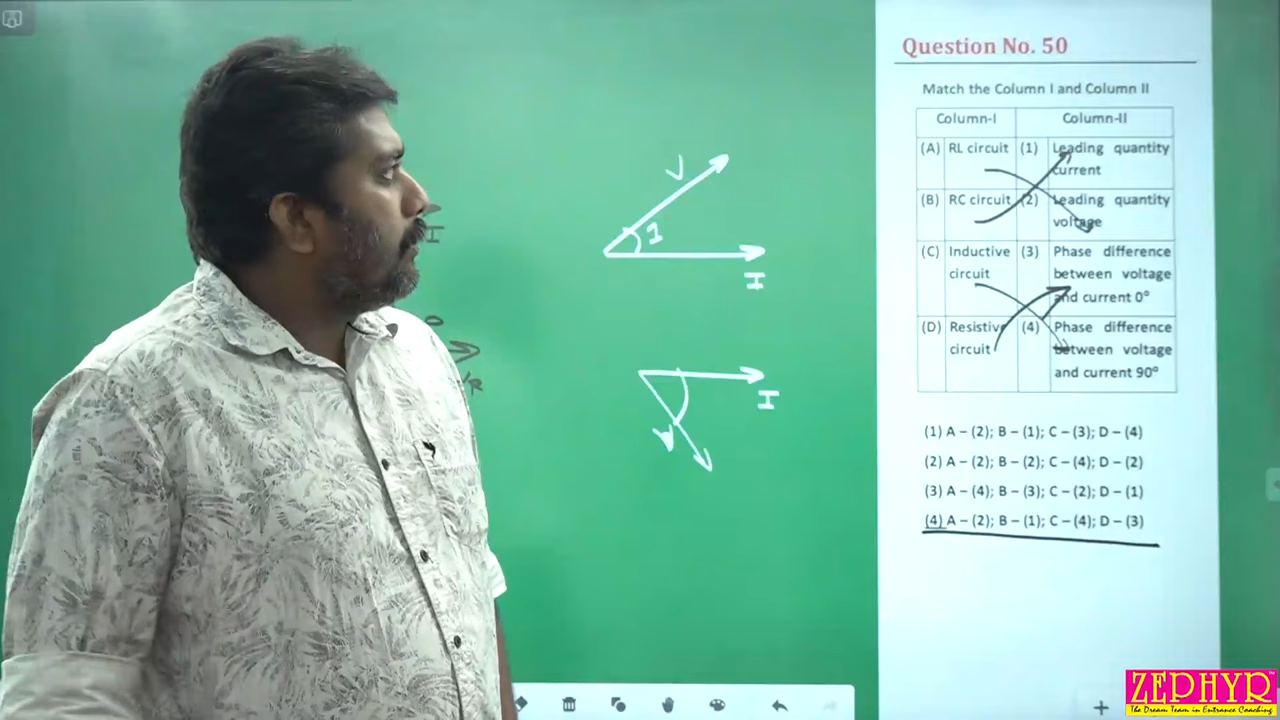 Question No. 50
Match the Column I and Column II
Column-I Column-II
(A) RL circuit (1) Leading quantity current
(B) RC circuit (2) Leading quantity voltage
(C) Inductive circuit (3) Phase difference between voltage and current 0°
(D) Resistive circuit (4) Phase difference between voltage and current 90°
(1) A – (2); B – (1); C – (3); D – (4)
(2) A – (2); B – (2); C – (4); D – (2)
(3) A – (4); B – (3); C – (2); D – (1)
(4) A – (2); B – (1); C – (4); D – (3)
V
I
I
V
ZEPHYR
The Dream Team in Entrance Coaching